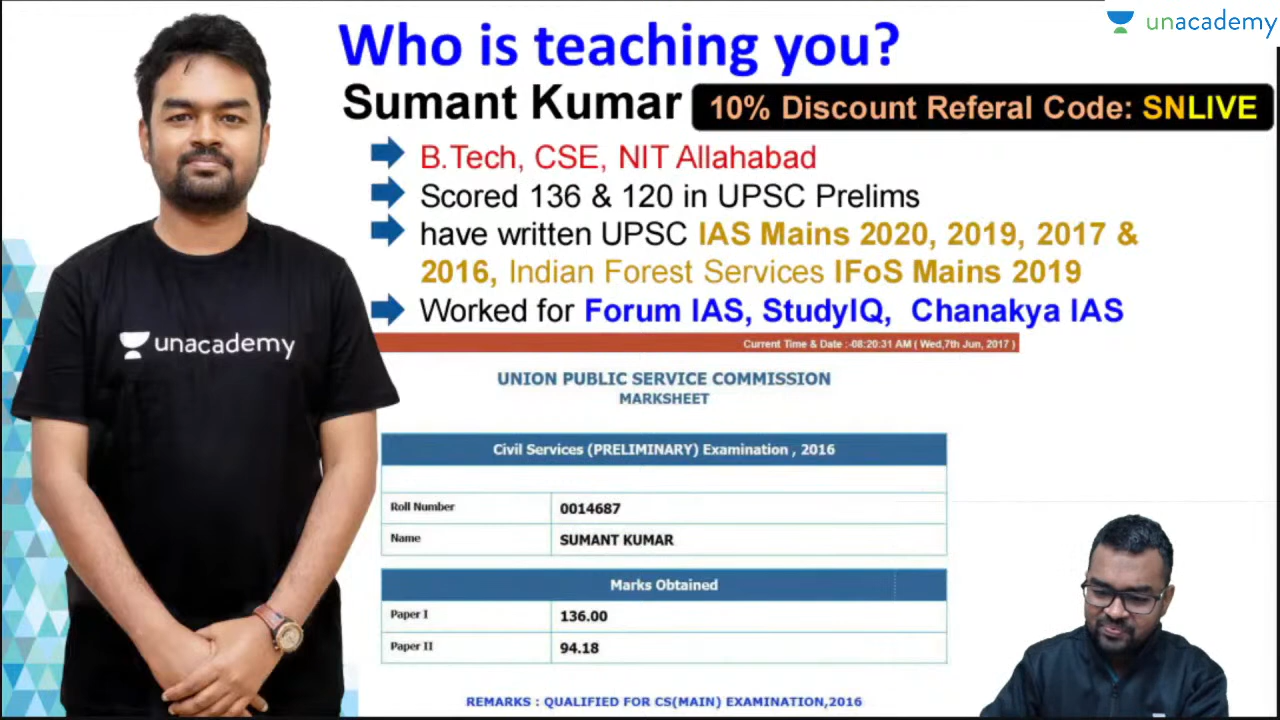 Who is teaching you?
unacademy
Sumant Kumar 10% Discount Referal Code: SNLIVE
B.Tech, CSE, NIT Allahabad
Scored 136 & 120 in UPSC Prelims
have written UPSC IAS Mains 2020, 2019, 2017 &
2016, Indian Forest Services IFoS Mains 2019
Worked for Forum IAS, StudyIQ, Chanakya IAS
unacademy
Current Time & Date :-08:20:31 AM ( Wed,7th Jun, 2017 )
UNION PUBLIC SERVICE COMMISSION
MARKSHEET
Civil Services (PRELIMINARY) Examination , 2016
Roll Number 0014687
Name SUMANT KUMAR
Marks Obtained
Paper I 136.00
Paper II 94.18
REMARKS : QUALIFIED FOR CS(MAIN) EXAMINATION,2016